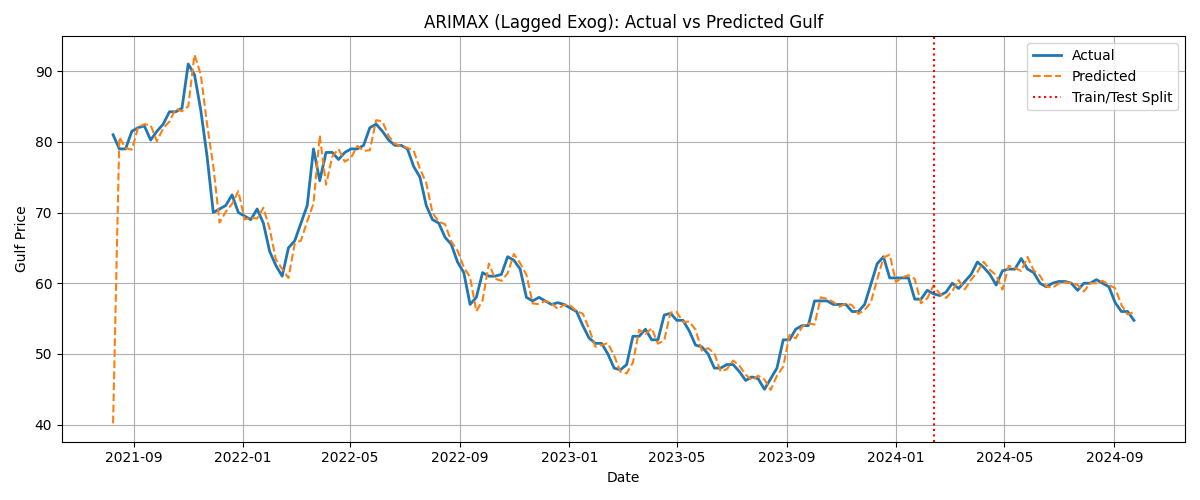 ARIMAX (Lagged Exog): Actual vs Predicted Gulf
Actual
Predicted
Train/Test Split
Gulf Price
90
80
70
60
50
40
2021-09 2022-01 2022-05 2022-09 2023-01 2023-05 2023-09 2024-01 2024-05 2024-09
Date